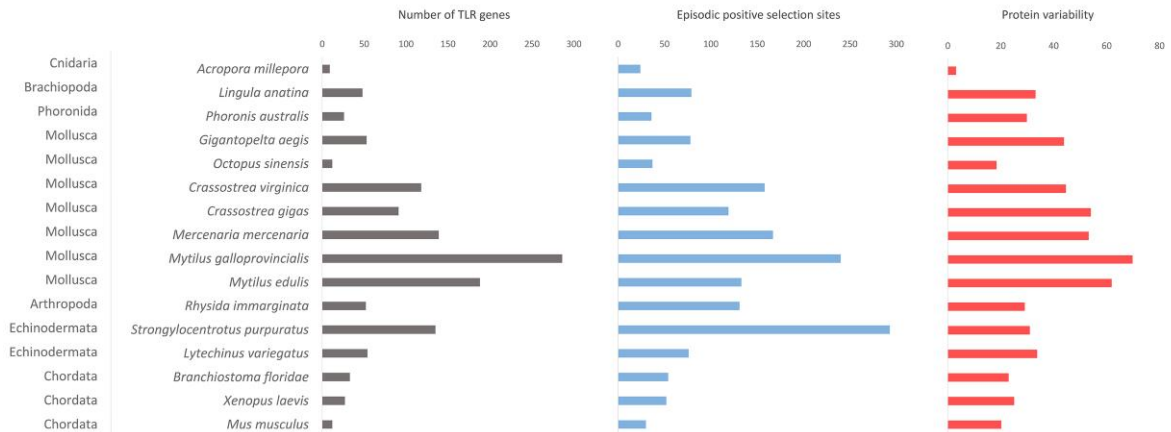 Number of TLR genes Episodic positive selection sites Protein variability
0 50 100 150 200 250 300 0 50 100 150 200 250 300 0 20 40 60 80
Cnidaria Acropora millepora
Brachiopoda Lingula anatina
Phoronida Phoronis australis
Mollusca Gigantopelta aegis
Mollusca Octopus sinensis
Mollusca Crassostrea virginica
Mollusca Crassostrea gigas
Mollusca Mercenaria mercenaria
Mollusca Mytilus galloprovincialis
Mollusca Mytilus edulis
Arthropoda Rhysida immarginata
Echinodermata Strongylocentrotus purpuratus
Echinodermata Lytechinus variegatus
Chordata Branchiostoma floridae
Chordata Xenopus laevis
Chordata Mus musculus